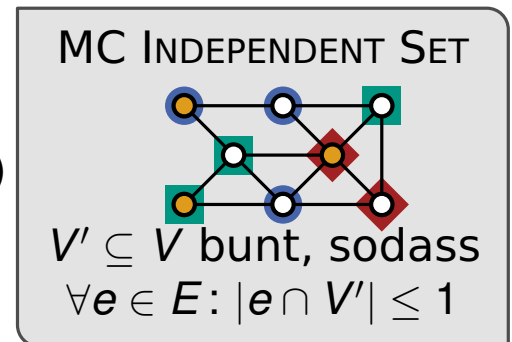 MC INDEPENDENT SET
V′ ⊆ V bunt, sodass
∀e ∈ E: |e ∩ V′| ≤ 1